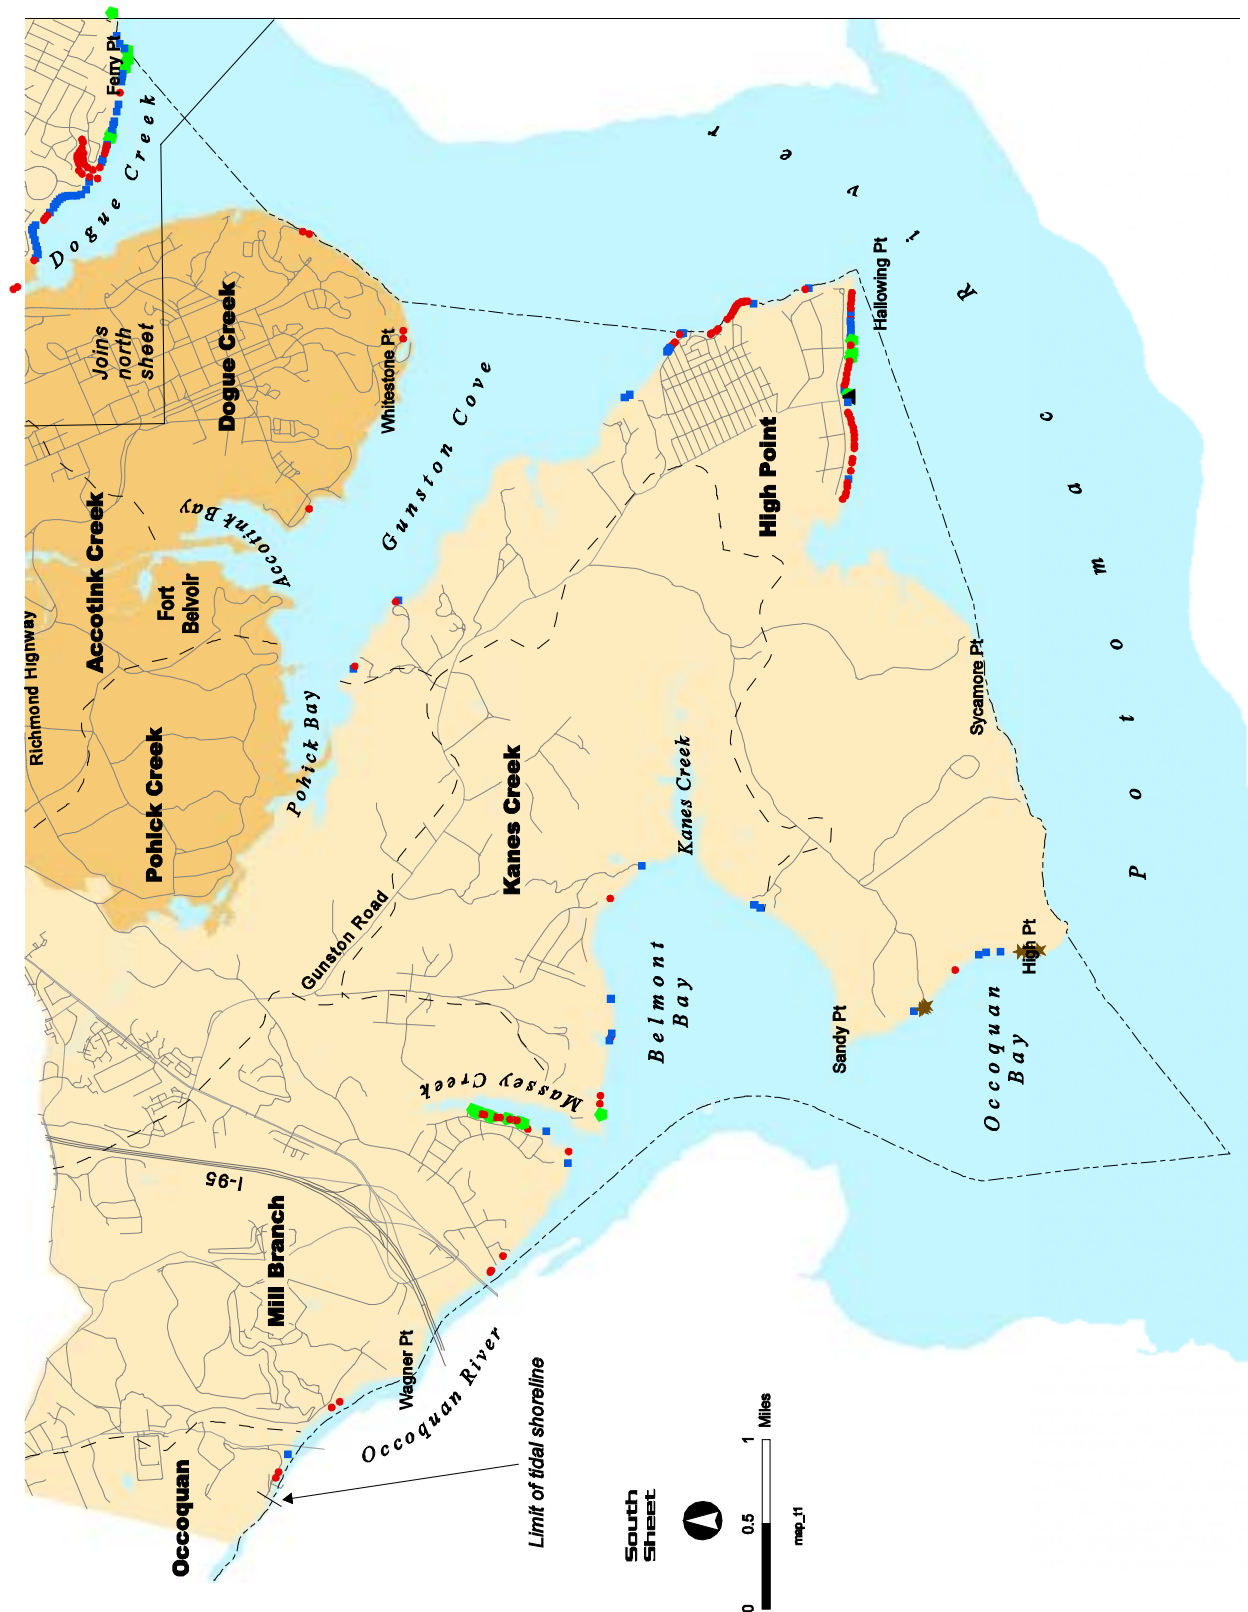 Ferry Pt
Dogue Creek
Joins
north
sheet
Dogue Creek
Whitestone Pt
Gunston Cove
Accotink Bay
Accotink Creek
Fort
Belvoir
Richmond Highway
Pohick Creek
Pohick Bay
Hallowing Pt
High Point
Potomac River
Sycamore Pt
Kanes Creek
Kanes Creek
Gunston Road
Belmont
Bay
Sandy Pt
High Pt
Occoquan
Bay
Massey Creek
I-95
Mill Branch
Wagner Pt
Occoquan River
Limit of tidal shoreline
Occoquan
South
Sheet
0 0.5 1 Miles
map_t1